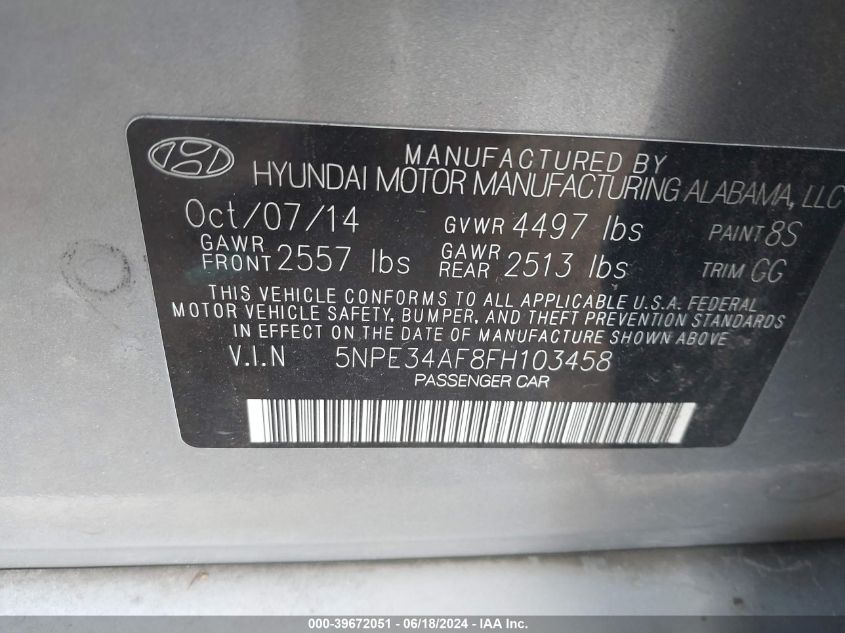 MANUFACTURED BY
HYUNDAI MOTOR MANUFACTURING ALABAMA, LLC
Oct/07/14 GVWR 4497 lbs PAINT 8S
GAWR FRONT 2557 lbs GAWR REAR 2513 lbs TRIM GG
THIS VEHICLE CONFORMS TO ALL APPLICABLE U.S.A. FEDERAL
MOTOR VEHICLE SAFETY, BUMPER, AND THEFT PREVENTION STANDARDS
IN EFFECT ON THE DATE OF MANUFACTURE SHOWN ABOVE
V.I.N 5NPE34AF8FH103458
PASSENGER CAR
000-39672051 - 06/18/2024 - IAA Inc.